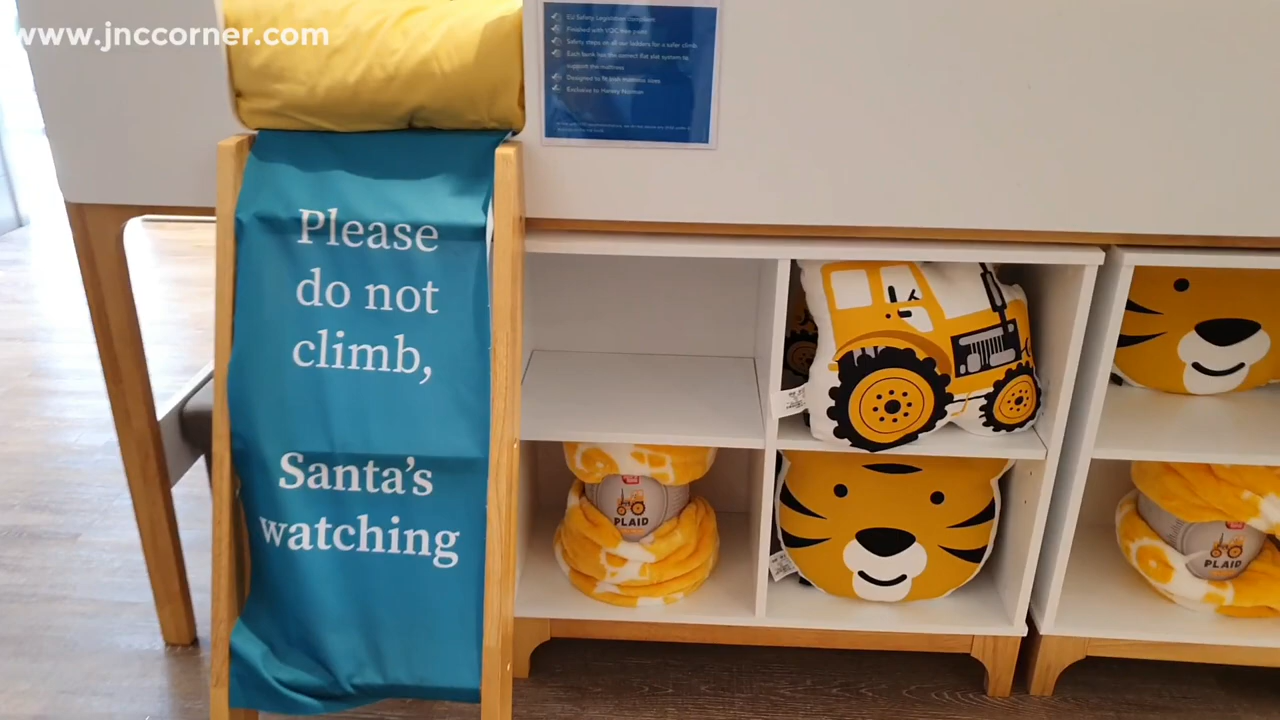 www.jnccorner.com
EU Safety Legislation compliant
Finished with VOC free paint
Safety steps on all our ladders for a safer climb
Each bunk has the correct flat slat system to
support the mattress
Designed to fit
mattress sizes
Exclusive to Harvey Norman
Please
do not
climb,
Santa's
watching
PLAID
PLAID